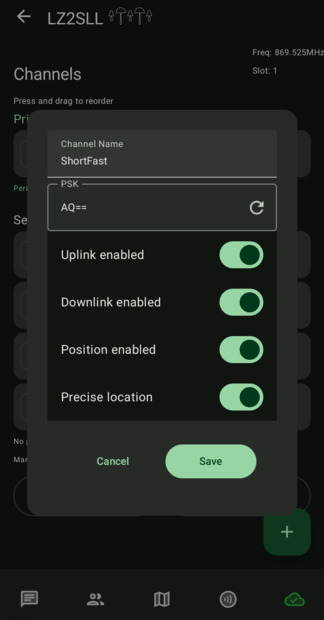 LZ2SLL
Freq: 869.525MHz
Channels
Slot: 1
Press and drag to reorder
Pri
Channel Name
ShortFast
Peri
PSK
AQ==
Se
Uplink enabled
Downlink enabled
Position enabled
Precise location
No
Mar
Cancel
Save